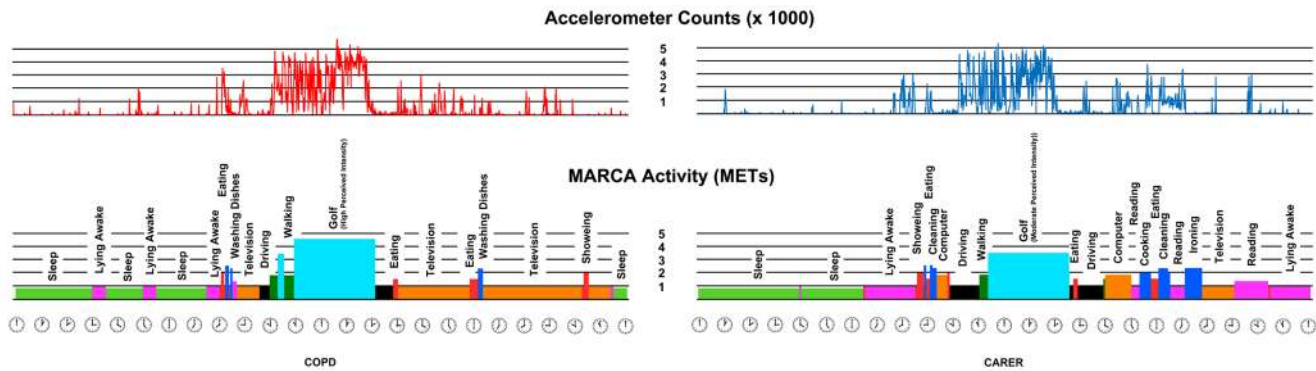 Accelerometer Counts (x 1000)
5
4
3
2
1
MARCA Activity (METs)
Sleep
Lying Awake
Sleep
Lying Awake
Sleep
Lying Awake
Eating
Washing Dishes
Television
Driving
Walking
Golf
(High Perceived Intensity)
Eating
Television
Eating
Washing Dishes
Television
Showeing
Sleep
5
4
3
2
1
Sleep
Sleep
Lying Awake
Showeing
Eating
Cleaning
Computer
Driving
Walking
Golf
(Moderate Perceived Intensity))
Eating
Driving
Computer
Reading
Cooking
Eating
Cleaning
Reading
Ironing
Television
Reading
Lying Awake
COPD
CARER